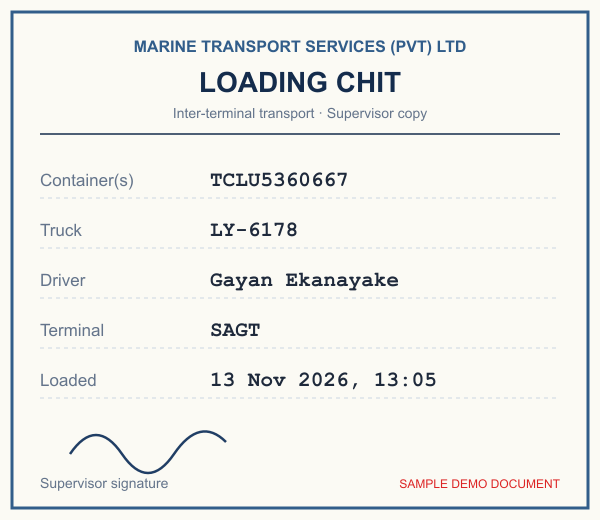 MARINE TRANSPORT SERVICES (PVT) LTD
LOADING CHIT
Inter-terminal transport · Supervisor copy
Container(s) TCLU5360667
Truck LY-6178
Driver Gayan Ekanayake
Terminal SAGT
Loaded 13 Nov 2026, 13:05
Supervisor signature SAMPLE DEMO DOCUMENT